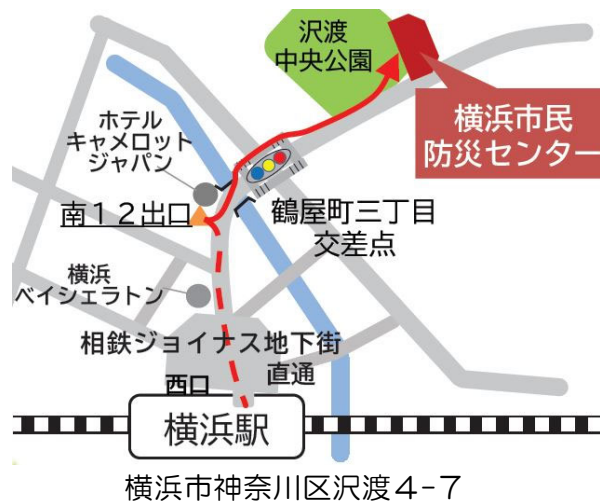 沢渡
中央公園
横浜市民
防災センター
ホテル
キャメロット
ジャパン
南12出口
鶴屋町三丁目
交差点
横浜
ベイシェラトン
相鉄ジョイナス地下街
直通
西口
横浜駅
横浜市神奈川区沢渡4-7